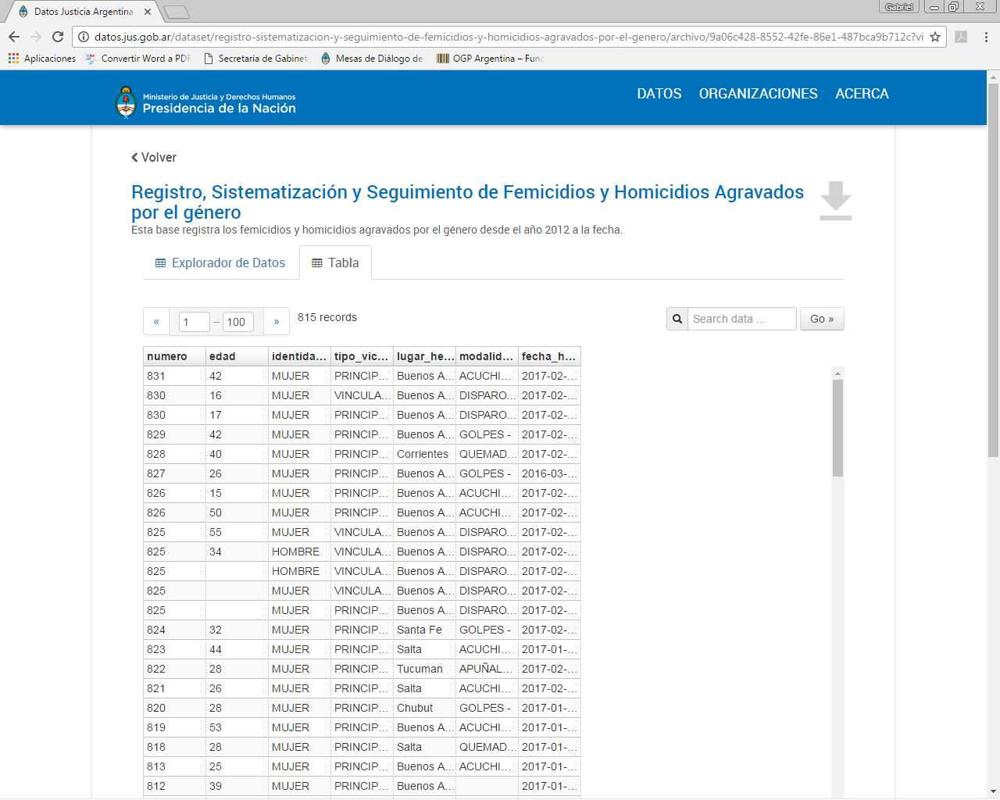 Datos Justicia Argentina
Gabriel
datos.jus.gob.ar/dataset/registro-sistematizacion-y-seguimiento-de-femicidios-y-homicidios-agravados-por-el-genero/archivo/9a06c428-8552-42fe-86e1-487bca9b712c?vi
Aplicaciones Convertir Word a PDF Secretaría de Gabinet Mesas de Diálogo de OGP Argentina – Fun
Ministerio de Justicia y Derechos Humanos
Presidencia de la Nación
DATOS ORGANIZACIONES ACERCA
Volver
Registro, Sistematización y Seguimiento de Femicidios y Homicidios Agravados
por el género
Esta base registra los femicidios y homicidios agravados por el género desde el año 2012 a la fecha.
Explorador de Datos Tabla
« 1 – 100 » 815 records Search data ... Go »
numero edad identida... tipo_vic... lugar_he... modalid... fecha_h...
831 42 MUJER PRINCIP... Buenos A... ACUCHI... 2017-02-...
830 16 MUJER VINCULA... Buenos A... DISPARO... 2017-02-...
830 17 MUJER PRINCIP... Buenos A... DISPARO... 2017-02-...
829 42 MUJER PRINCIP... Buenos A... GOLPES - 2017-02-...
828 40 MUJER PRINCIP... Corrientes QUEMAD... 2017-02-...
827 26 MUJER PRINCIP... Buenos A... GOLPES - 2016-03-...
826 15 MUJER PRINCIP... Buenos A... ACUCHI... 2017-02-...
826 50 MUJER PRINCIP... Buenos A... ACUCHI... 2017-02-...
825 55 MUJER VINCULA... Buenos A... DISPARO... 2017-02-...
825 34 HOMBRE VINCULA... Buenos A... DISPARO... 2017-02-...
825 HOMBRE VINCULA... Buenos A... DISPARO... 2017-02-...
825 MUJER VINCULA... Buenos A... DISPARO... 2017-02-...
825 MUJER PRINCIP... Buenos A... DISPARO... 2017-02-...
824 32 MUJER PRINCIP... Santa Fe GOLPES - 2017-02-...
823 44 MUJER PRINCIP... Salta ACUCHI... 2017-01-...
822 28 MUJER PRINCIP... Tucuman APUÑAL... 2017-02-...
821 26 MUJER PRINCIP... Salta ACUCHI... 2017-02-...
820 28 MUJER PRINCIP... Chubut GOLPES - 2017-01-...
819 53 MUJER PRINCIP... Buenos A... ACUCHI... 2017-01-...
818 28 MUJER PRINCIP... Salta QUEMAD... 2017-01-...
813 25 MUJER PRINCIP... Buenos A... ACUCHI... 2017-01-...
812 39 MUJER PRINCIP... Buenos A... 2017-01-...